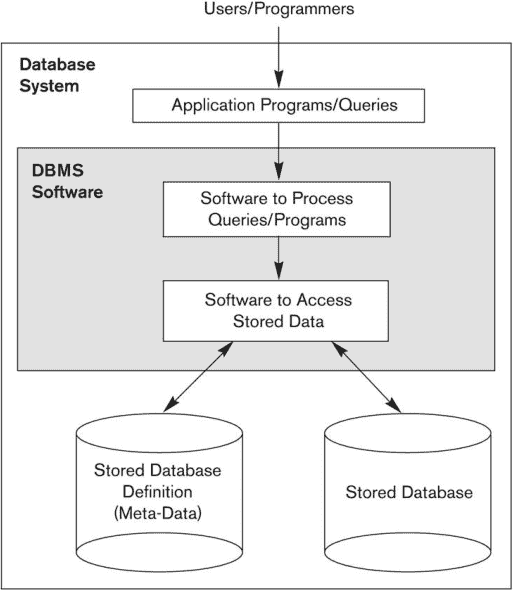 Users/Programmers
Database
System
Application Programs/Queries
DBMS
Software
Software to Process
Queries/Programs
Software to Access
Stored Data
Stored Database
Definition
(Meta-Data)
Stored Database